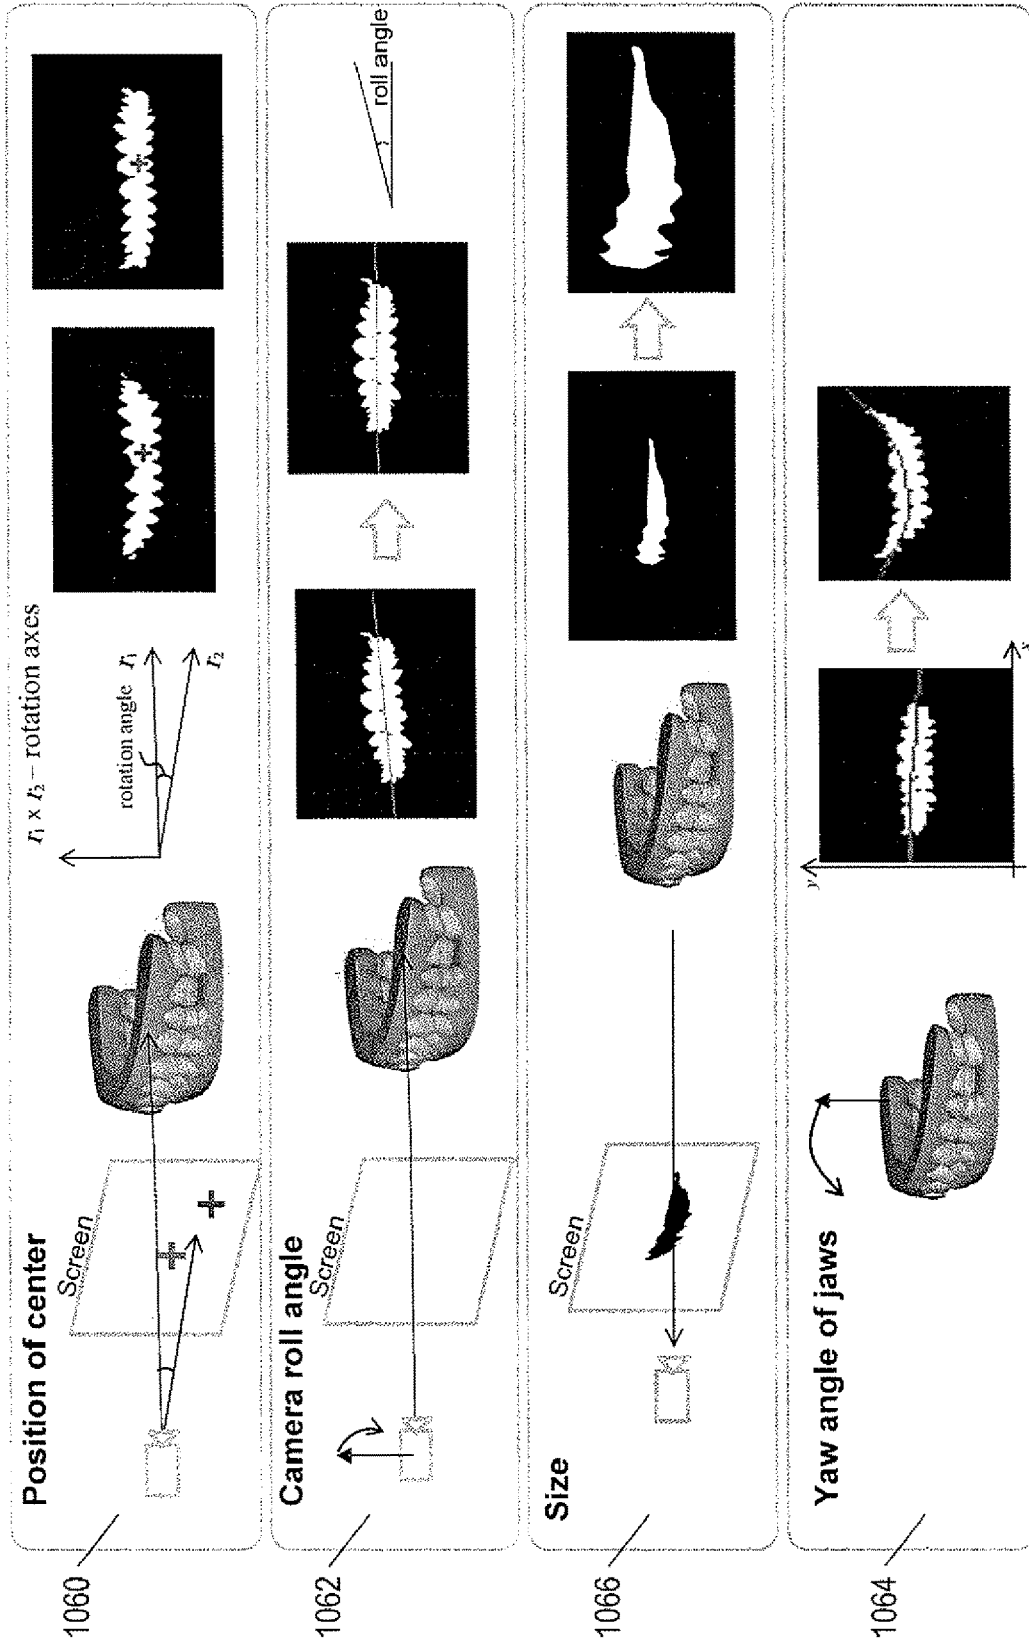 1060
Position of center
Screen
r₁ x r₂ – rotation axes
rotation angle
r₁
r₂
1062
Camera roll angle
Screen
roll angle
1066
Size
Screen
1064
Yaw angle of jaws
y
x